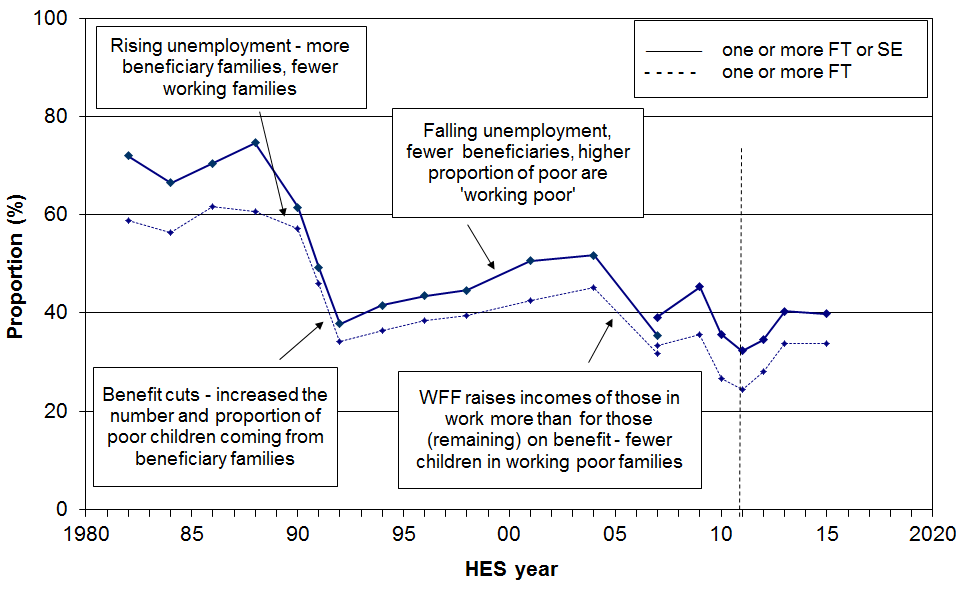 100
80
60
40
20
0
Proportion (%)
Rising unemployment - more
beneficiary families, fewer
working families
one or more FT or SE
one or more FT
Falling unemployment,
fewer beneficiaries, higher
proportion of poor are
'working poor'
Benefit cuts - increased the
number and proportion of
poor children coming from
beneficiary families
WFF raises incomes of those in
work more than for those
(remaining) on benefit - fewer
children in working poor families
1980 85 90 95 00 05 10 15 2020
HES year